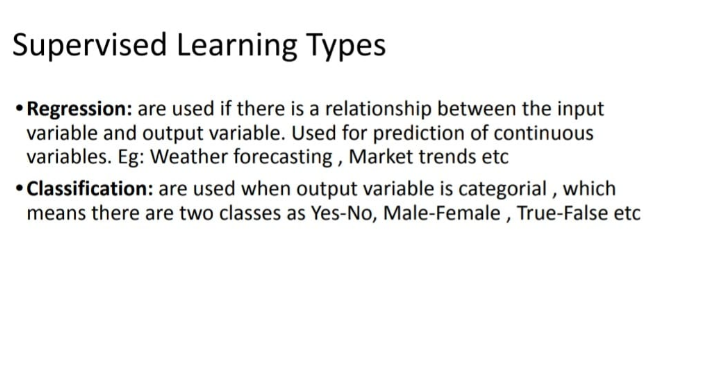 Supervised Learning Types
• Regression: are used if there is a relationship between the input
variable and output variable. Used for prediction of continuous
variables. Eg: Weather forecasting , Market trends etc
• Classification: are used when output variable is categorial , which
means there are two classes as Yes-No, Male-Female , True-False etc